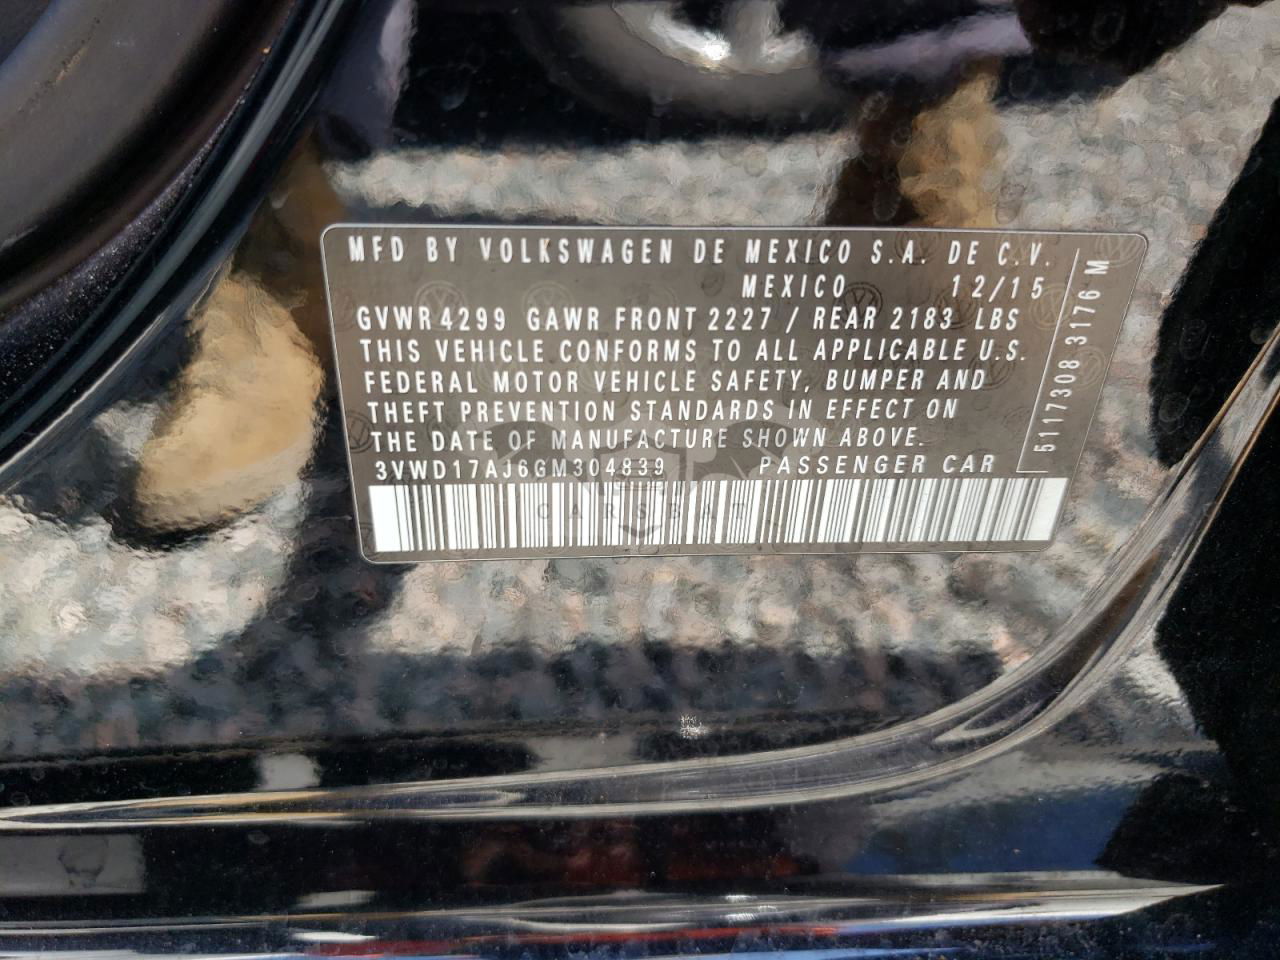 MFD BY VOLKSWAGEN DE MEXICO S.A. DE C.V.
MEXICO 12/15
GVWR 4299 GAWR FRONT 2227 / REAR 2183 LBS
THIS VEHICLE CONFORMS TO ALL APPLICABLE U.S.
FEDERAL MOTOR VEHICLE SAFETY, BUMPER AND
THEFT PREVENTION STANDARDS IN EFFECT ON
THE DATE OF MANUFACTURE SHOWN ABOVE.
3VWD17AJ6GM304839 PASSENGER CAR
5117308 3176 M
CARSBAT